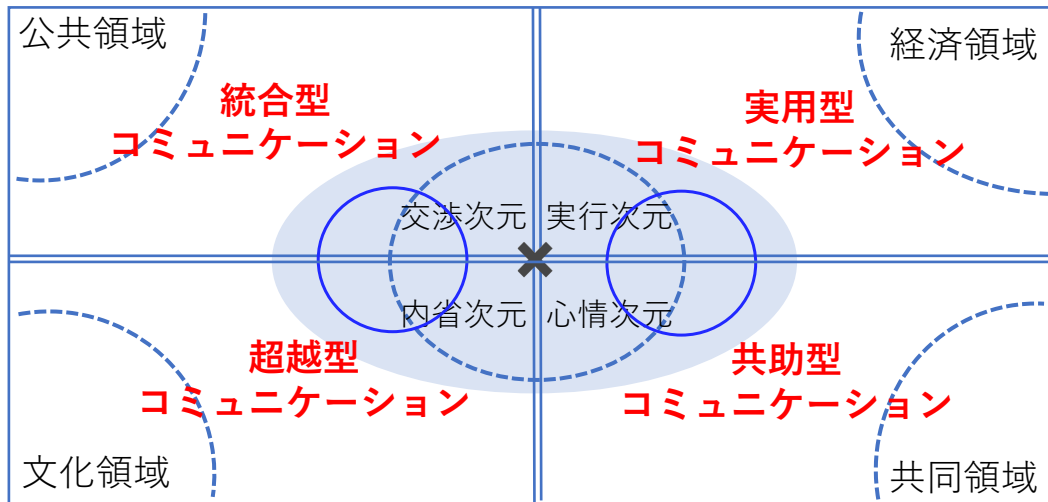 公共領域
経済領域
統合型
コミュニケーション
実用型
コミュニケーション
交渉次元
実行次元
内省次元
心情次元
超越型
コミュニケーション
共助型
コミュニケーション
文化領域
共同領域